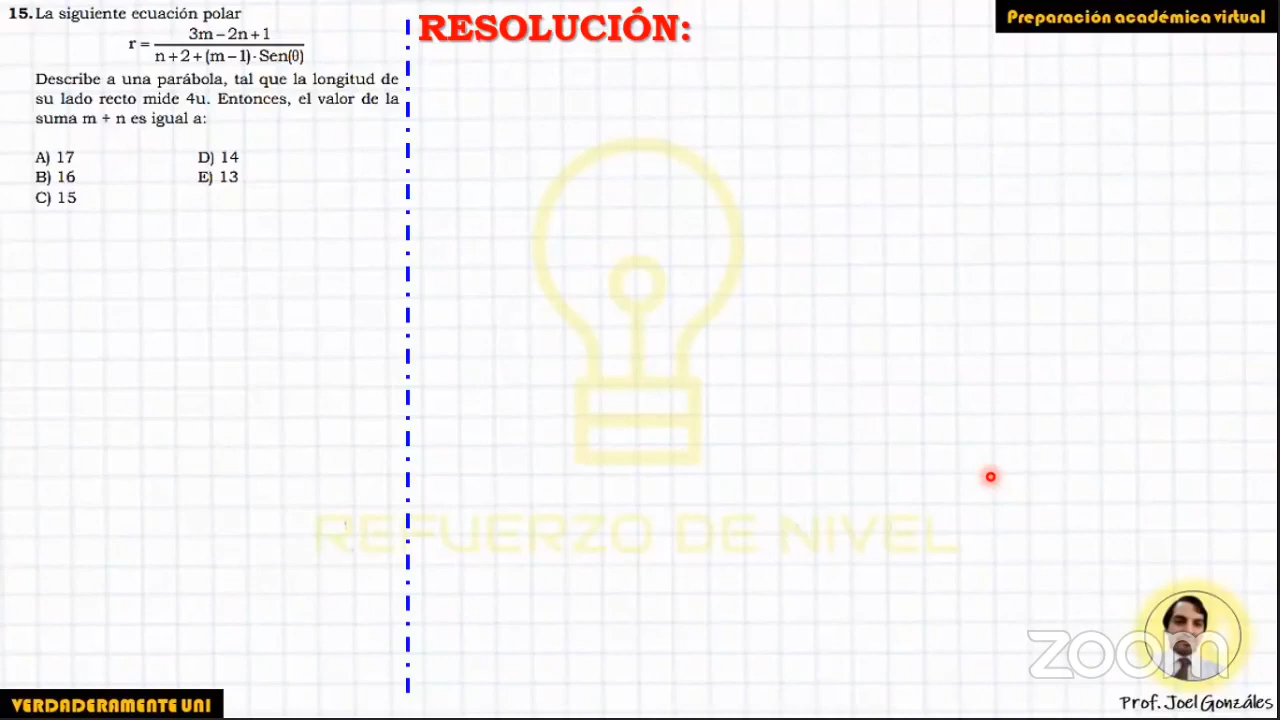 15. La siguiente ecuación polar
r = 3m – 2n + 1 / n + 2 + (m – 1) · Sen(θ)
Describe a una parábola, tal que la longitud de
su lado recto mide 4u. Entonces, el valor de la
suma m + n es igual a:
A) 17 D) 14
B) 16 E) 13
C) 15
RESOLUCIÓN:
Preparación académica virtual
REFUERZO DE NIVEL
zoom
Prof. Joel Gonzáles
VERDADERAMENTE UNI